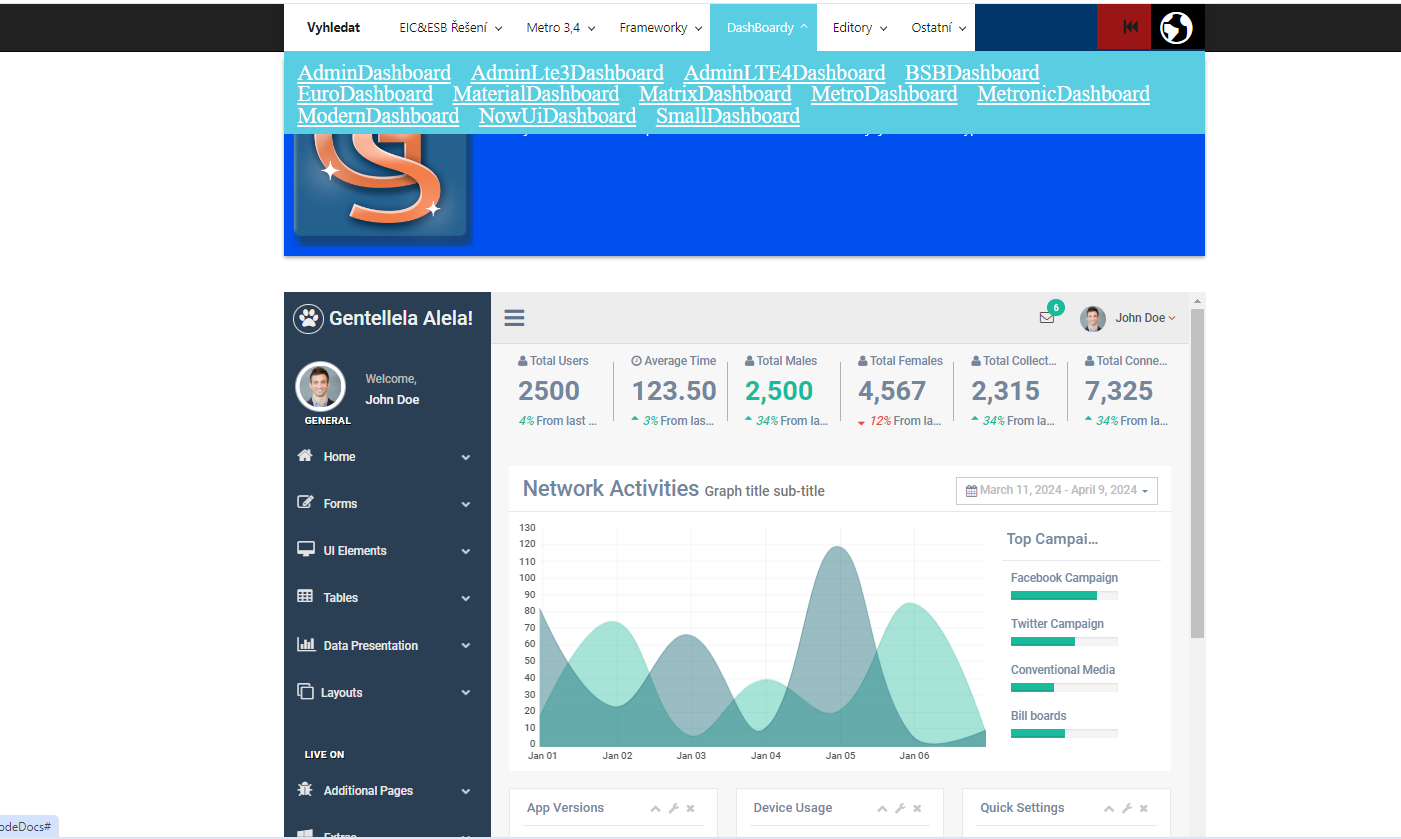 Vyhledat EIC&ESB Řešení Metro 3,4 Frameworky DashBoardy Editory Ostatní
AdminDashboard AdminLte3Dashboard AdminLTE4Dashboard BSBDashboard
EuroDashboard MaterialDashboard MatrixDashboard MetroDashboard MetronicDashboard
ModernDashboard NowUiDashboard SmallDashboard
GS
Gentellela Alela!
6
John Doe
Welcome,
John Doe
GENERAL
Home
Forms
UI Elements
Tables
Data Presentation
Layouts
LIVE ON
Additional Pages
Extras
Total Users Average Time Total Males Total Females Total Collect... Total Conne...
2500 123.50 2,500 4,567 2,315 7,325
4% From last ... 3% From las... 34% From la... 12% From la... 34% From la... 34% From la...
Network Activities Graph title sub-title
March 11, 2024 - April 9, 2024
130
120
110
100
90
80
70
60
50
40
30
20
10
0
Jan 01 Jan 02 Jan 03 Jan 04 Jan 05 Jan 06
Top Campai...
Facebook Campaign
Twitter Campaign
Conventional Media
Bill boards
App Versions Device Usage Quick Settings
odeDocs#